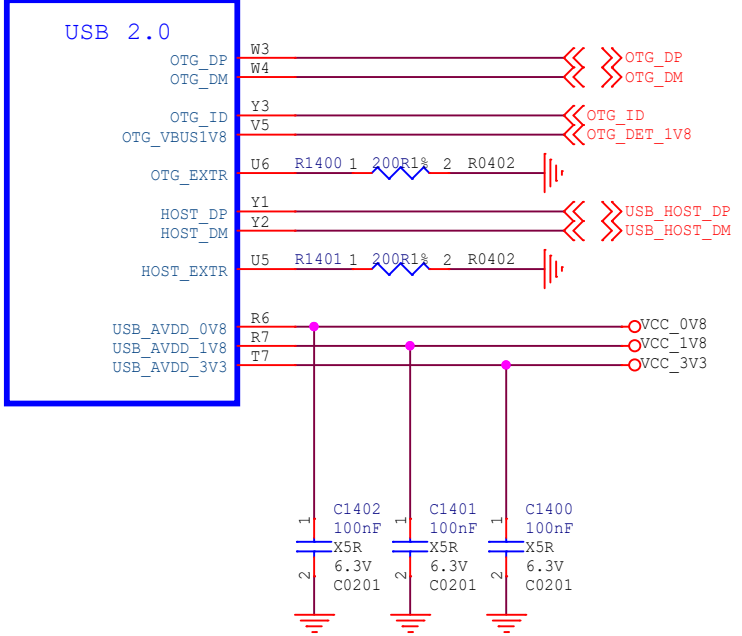 USB 2.0
OTG_DP W3 OTG_DP
OTG_DM W4 OTG_DM
OTG_ID Y3 OTG_ID
OTG_VBUS1V8 V5 OTG_DET_1V8
OTG_EXTR U6 R1400 1 200R1% 2 R0402
HOST_DP Y1 USB_HOST_DP
HOST_DM Y2 USB_HOST_DM
HOST_EXTR U5 R1401 1 200R1% 2 R0402
USB_AVDD_0V8 R6 VCC_0V8
USB_AVDD_1V8 R7 VCC_1V8
USB_AVDD_3V3 T7 VCC_3V3
1 C1402 1 C1401 1 C1400
100nF 100nF 100nF
X5R X5R X5R
2 6.3V 2 6.3V 2 6.3V
C0201 C0201 C0201